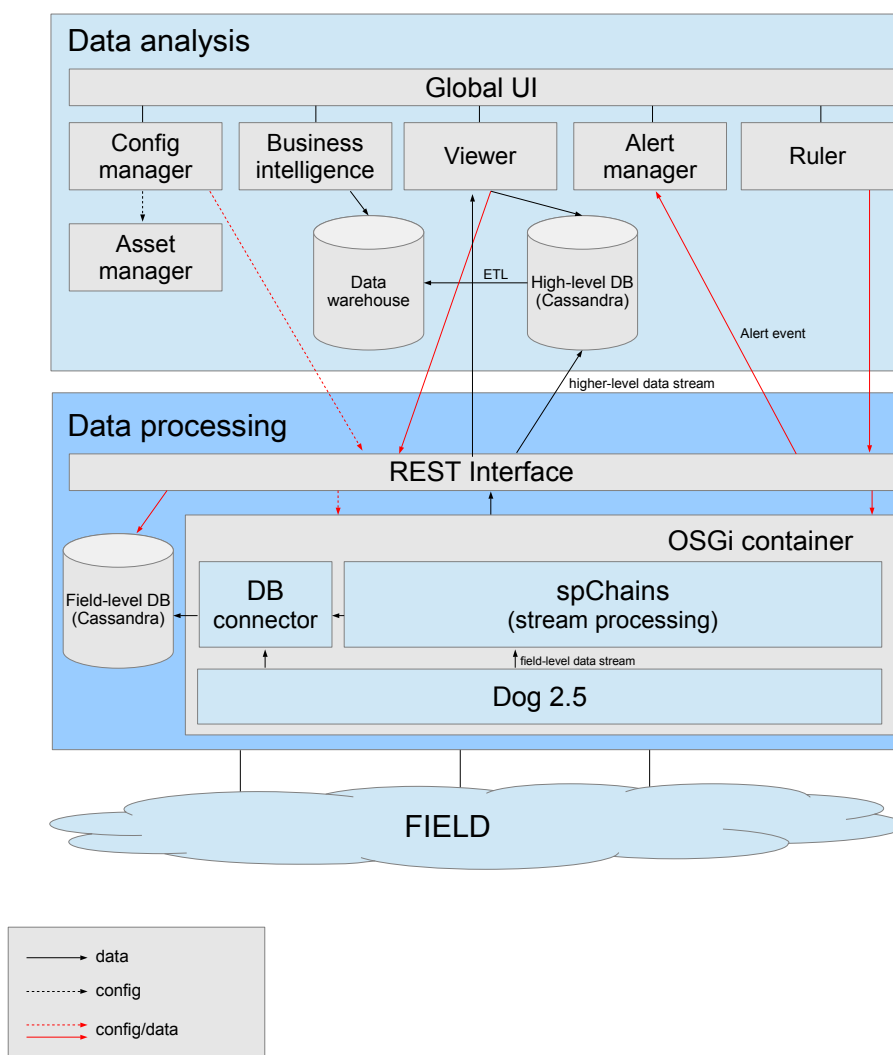 Data analysis
Global UI
Config
manager
Business
intelligence
Viewer
Alert
manager
Ruler
Asset
manager
Data
warehouse
ETL
High-level DB
(Cassandra)
Alert event
higher-level data stream
Data processing
REST Interface
OSGi container
Field-level DB
(Cassandra)
DB
connector
spChains
(stream processing)
field-level data stream
Dog 2.5
FIELD
data
config
config/data